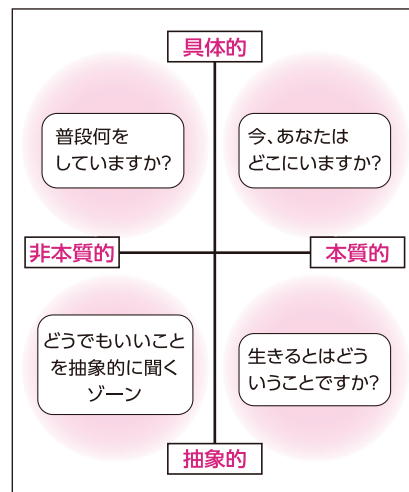 具体的
普段何を
していますか?
今、あなたは
どこにいますか?
非本質的
本質的
どうでもいいこと
を抽象的に聞く
ゾーン
生きるとはどう
いうことですか?
抽象的